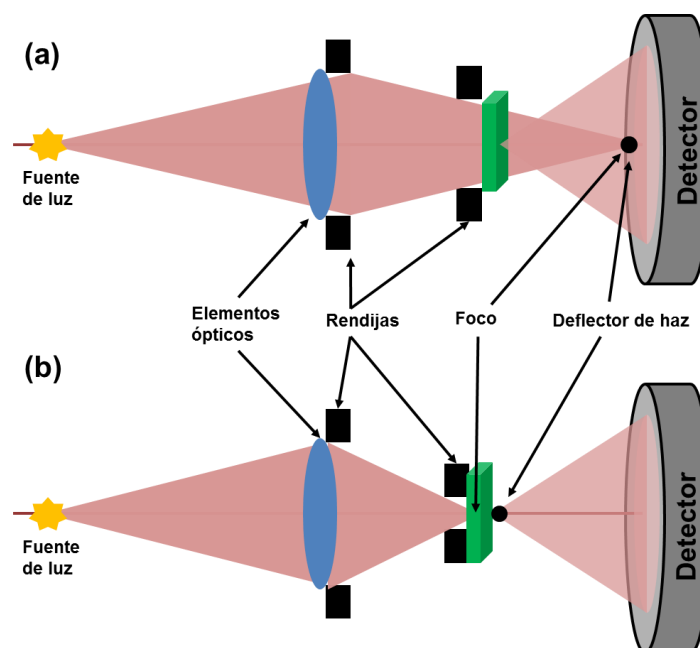 (a)
Fuente
de luz
Detector
Elementos
ópticos
Rendijas
Foco
Deflector de haz
(b)
Fuente
de luz
Detector